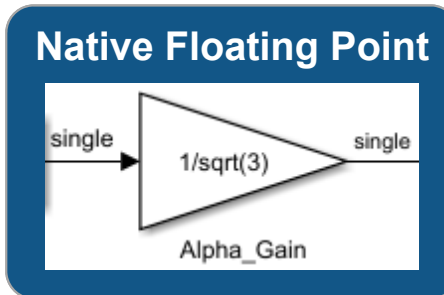 Native Floating Point
single
1/sqrt(3)
single
Alpha_Gain